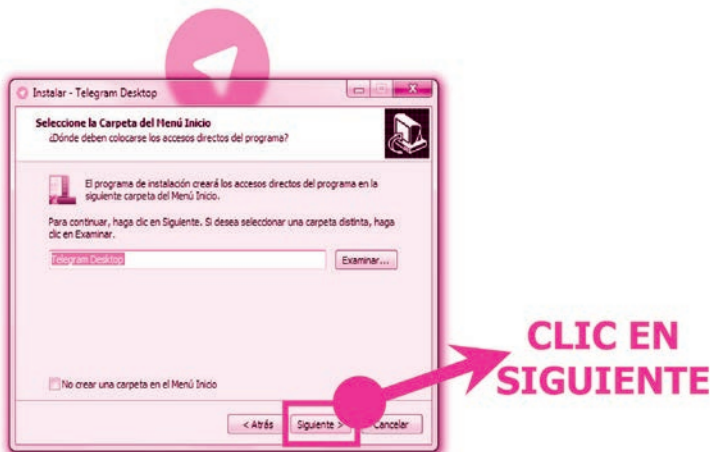 Instalar - Telegram Desktop
Seleccione la Carpeta del Menú Inicio
¿Dónde deben colocarse los accesos directos del programa?
El programa de instalación creará los accesos directos del programa en la
siguiente carpeta del Menú Inicio.
Para continuar, haga clic en Siguiente. Si desea seleccionar una carpeta distinta, haga
clic en Examinar.
Telegram Desktop
Examinar...
No crear una carpeta en el Menú Inicio
< Atrás
Siguiente >
Cancelar
CLIC EN
SIGUIENTE